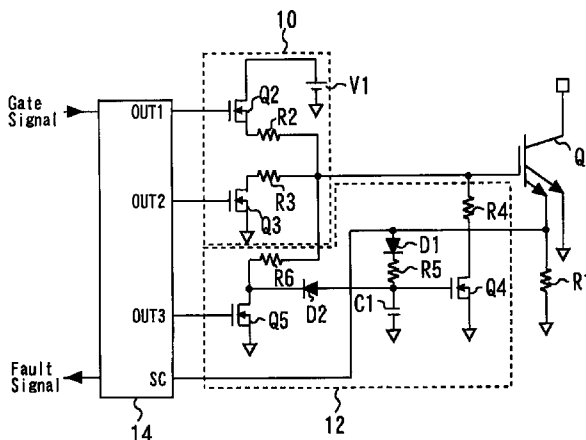 10
Gate
Signal
OUT1
Q2
V1
R2
Q
OUT2
R3
Q3
R4
D1
R6
R5
Q4
R1
C1
D2
OUT3
Q5
Fault
Signal
SC
14
12